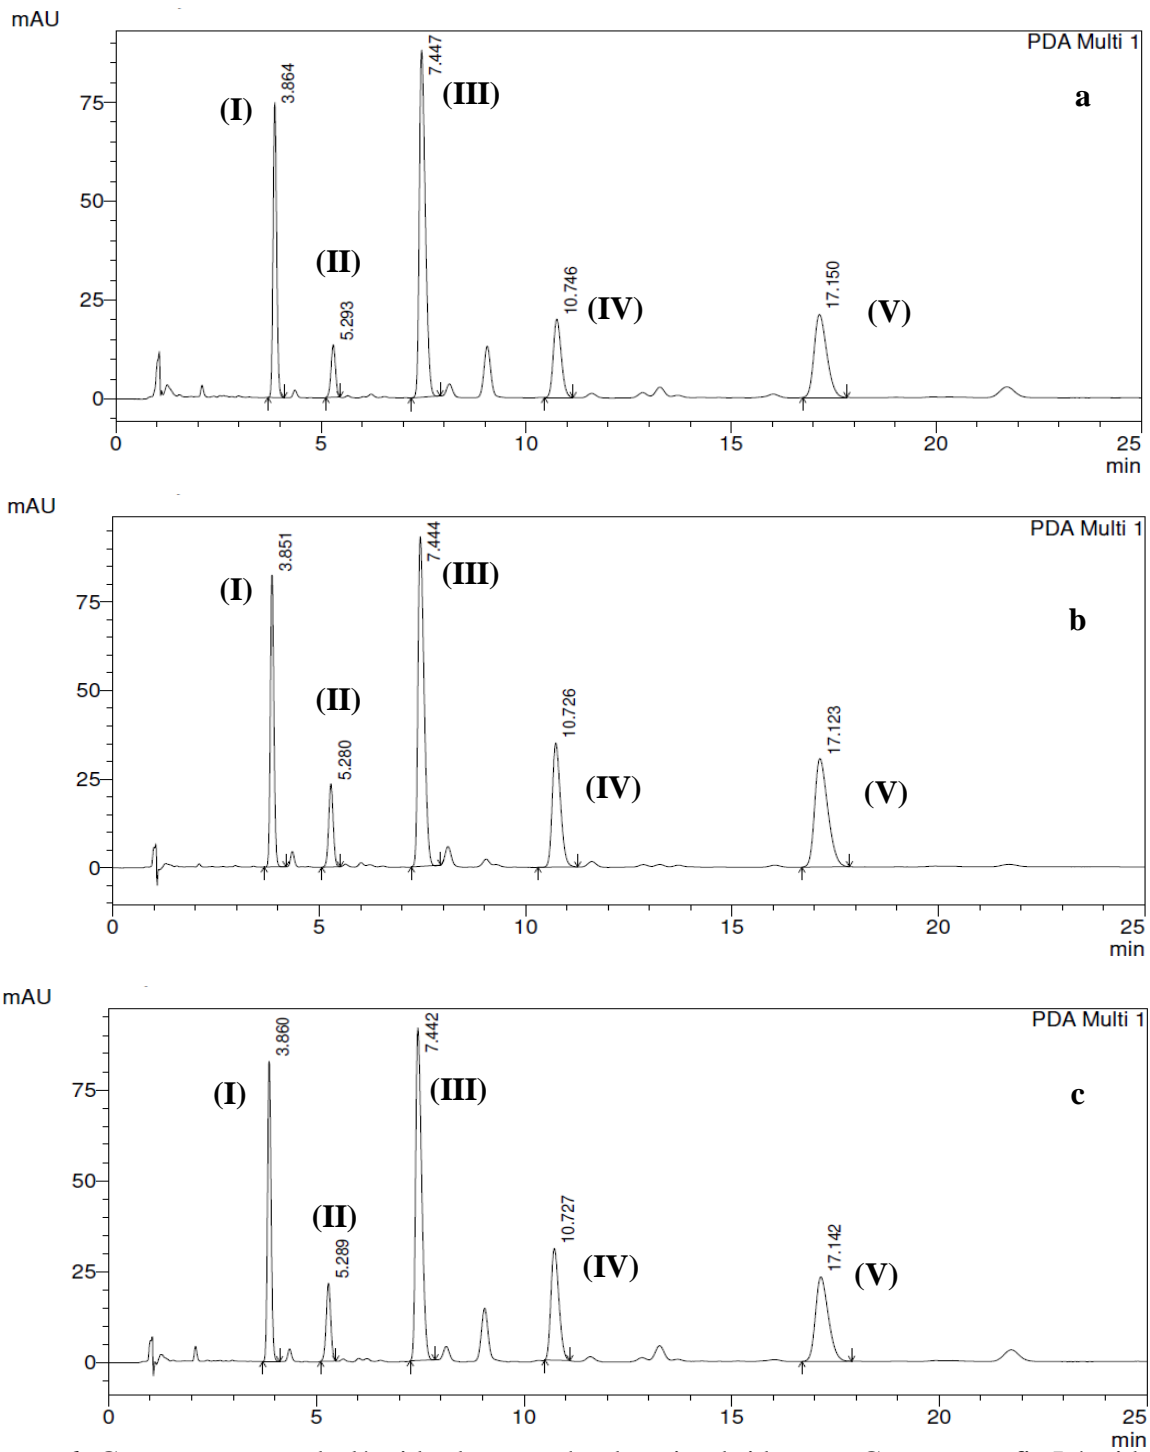 mAU
PDA Multi 1
(I)
3.864
(II)
5.293
7.447
(III)
10.746
(IV)
17.150
(V)
a
75
50
25
0
0 5 10 15 20 25
min
mAU
PDA Multi 1
(I)
3.851
(II)
5.280
7.444
(III)
10.726
(IV)
17.123
(V)
b
75
50
25
0
0 5 10 15 20 25
min
mAU
PDA Multi 1
(I)
3.860
(II)
5.289
7.442
(III)
10.727
(IV)
17.142
(V)
c
75
50
25
0
0 5 10 15 20 25
min